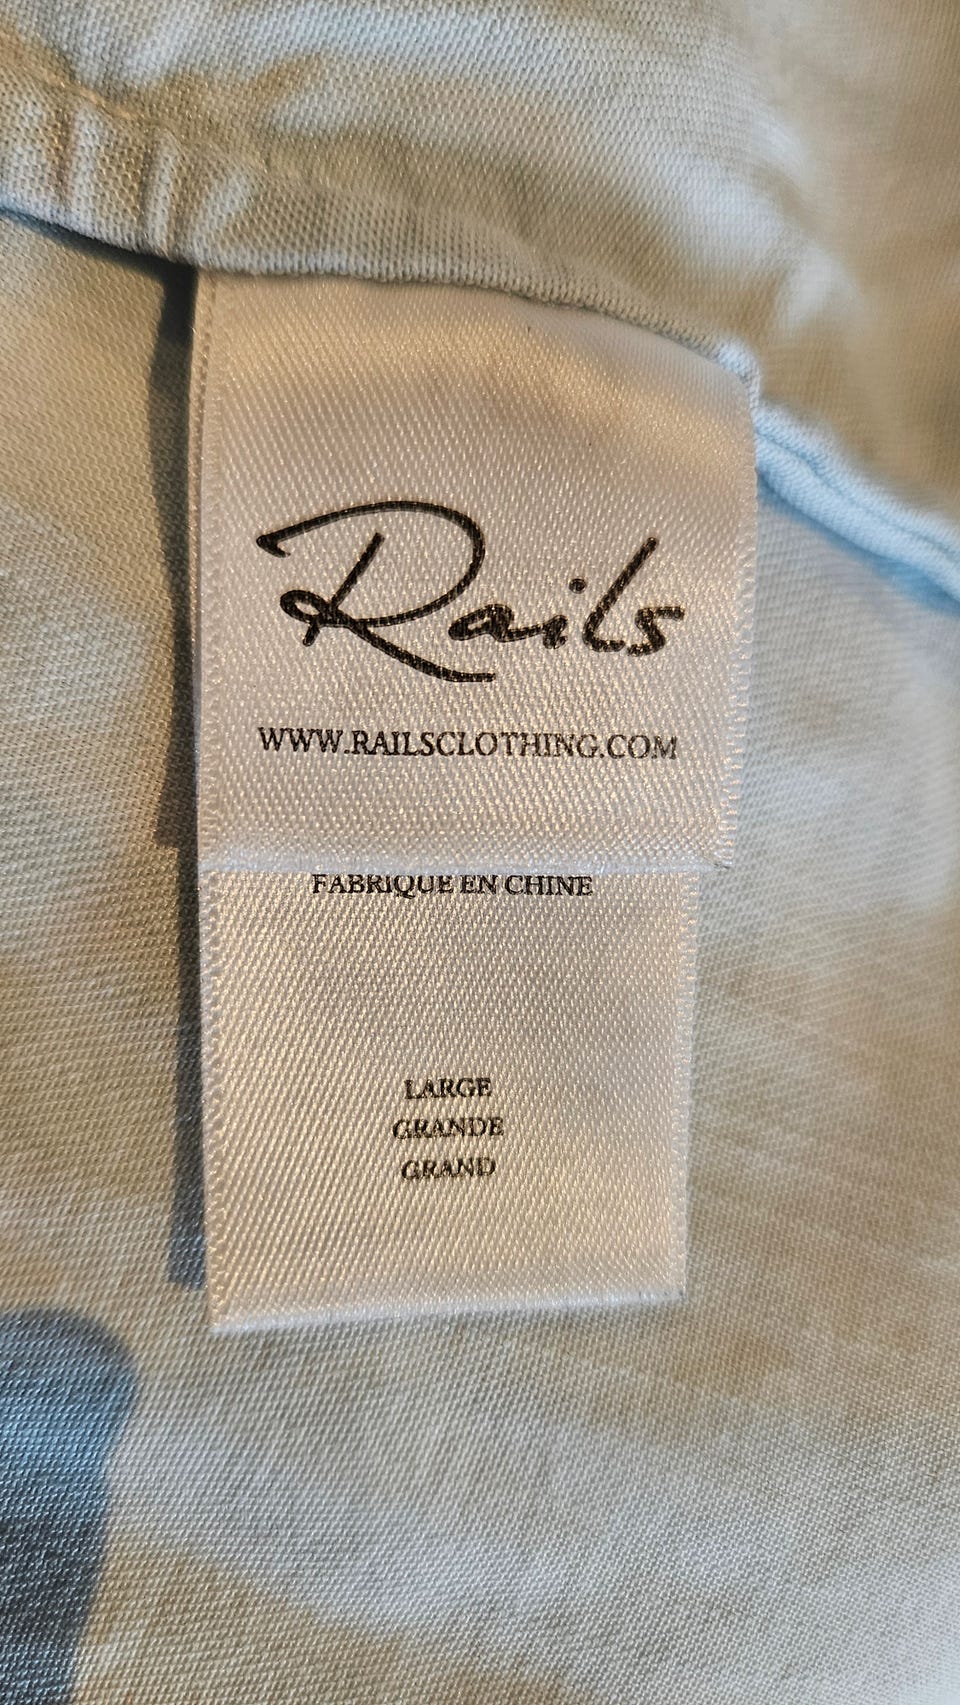 Rails
WWW.RAILSCLOTHING.COM
FABRIQUE EN CHINE
LARGE
GRANDE
GRAND